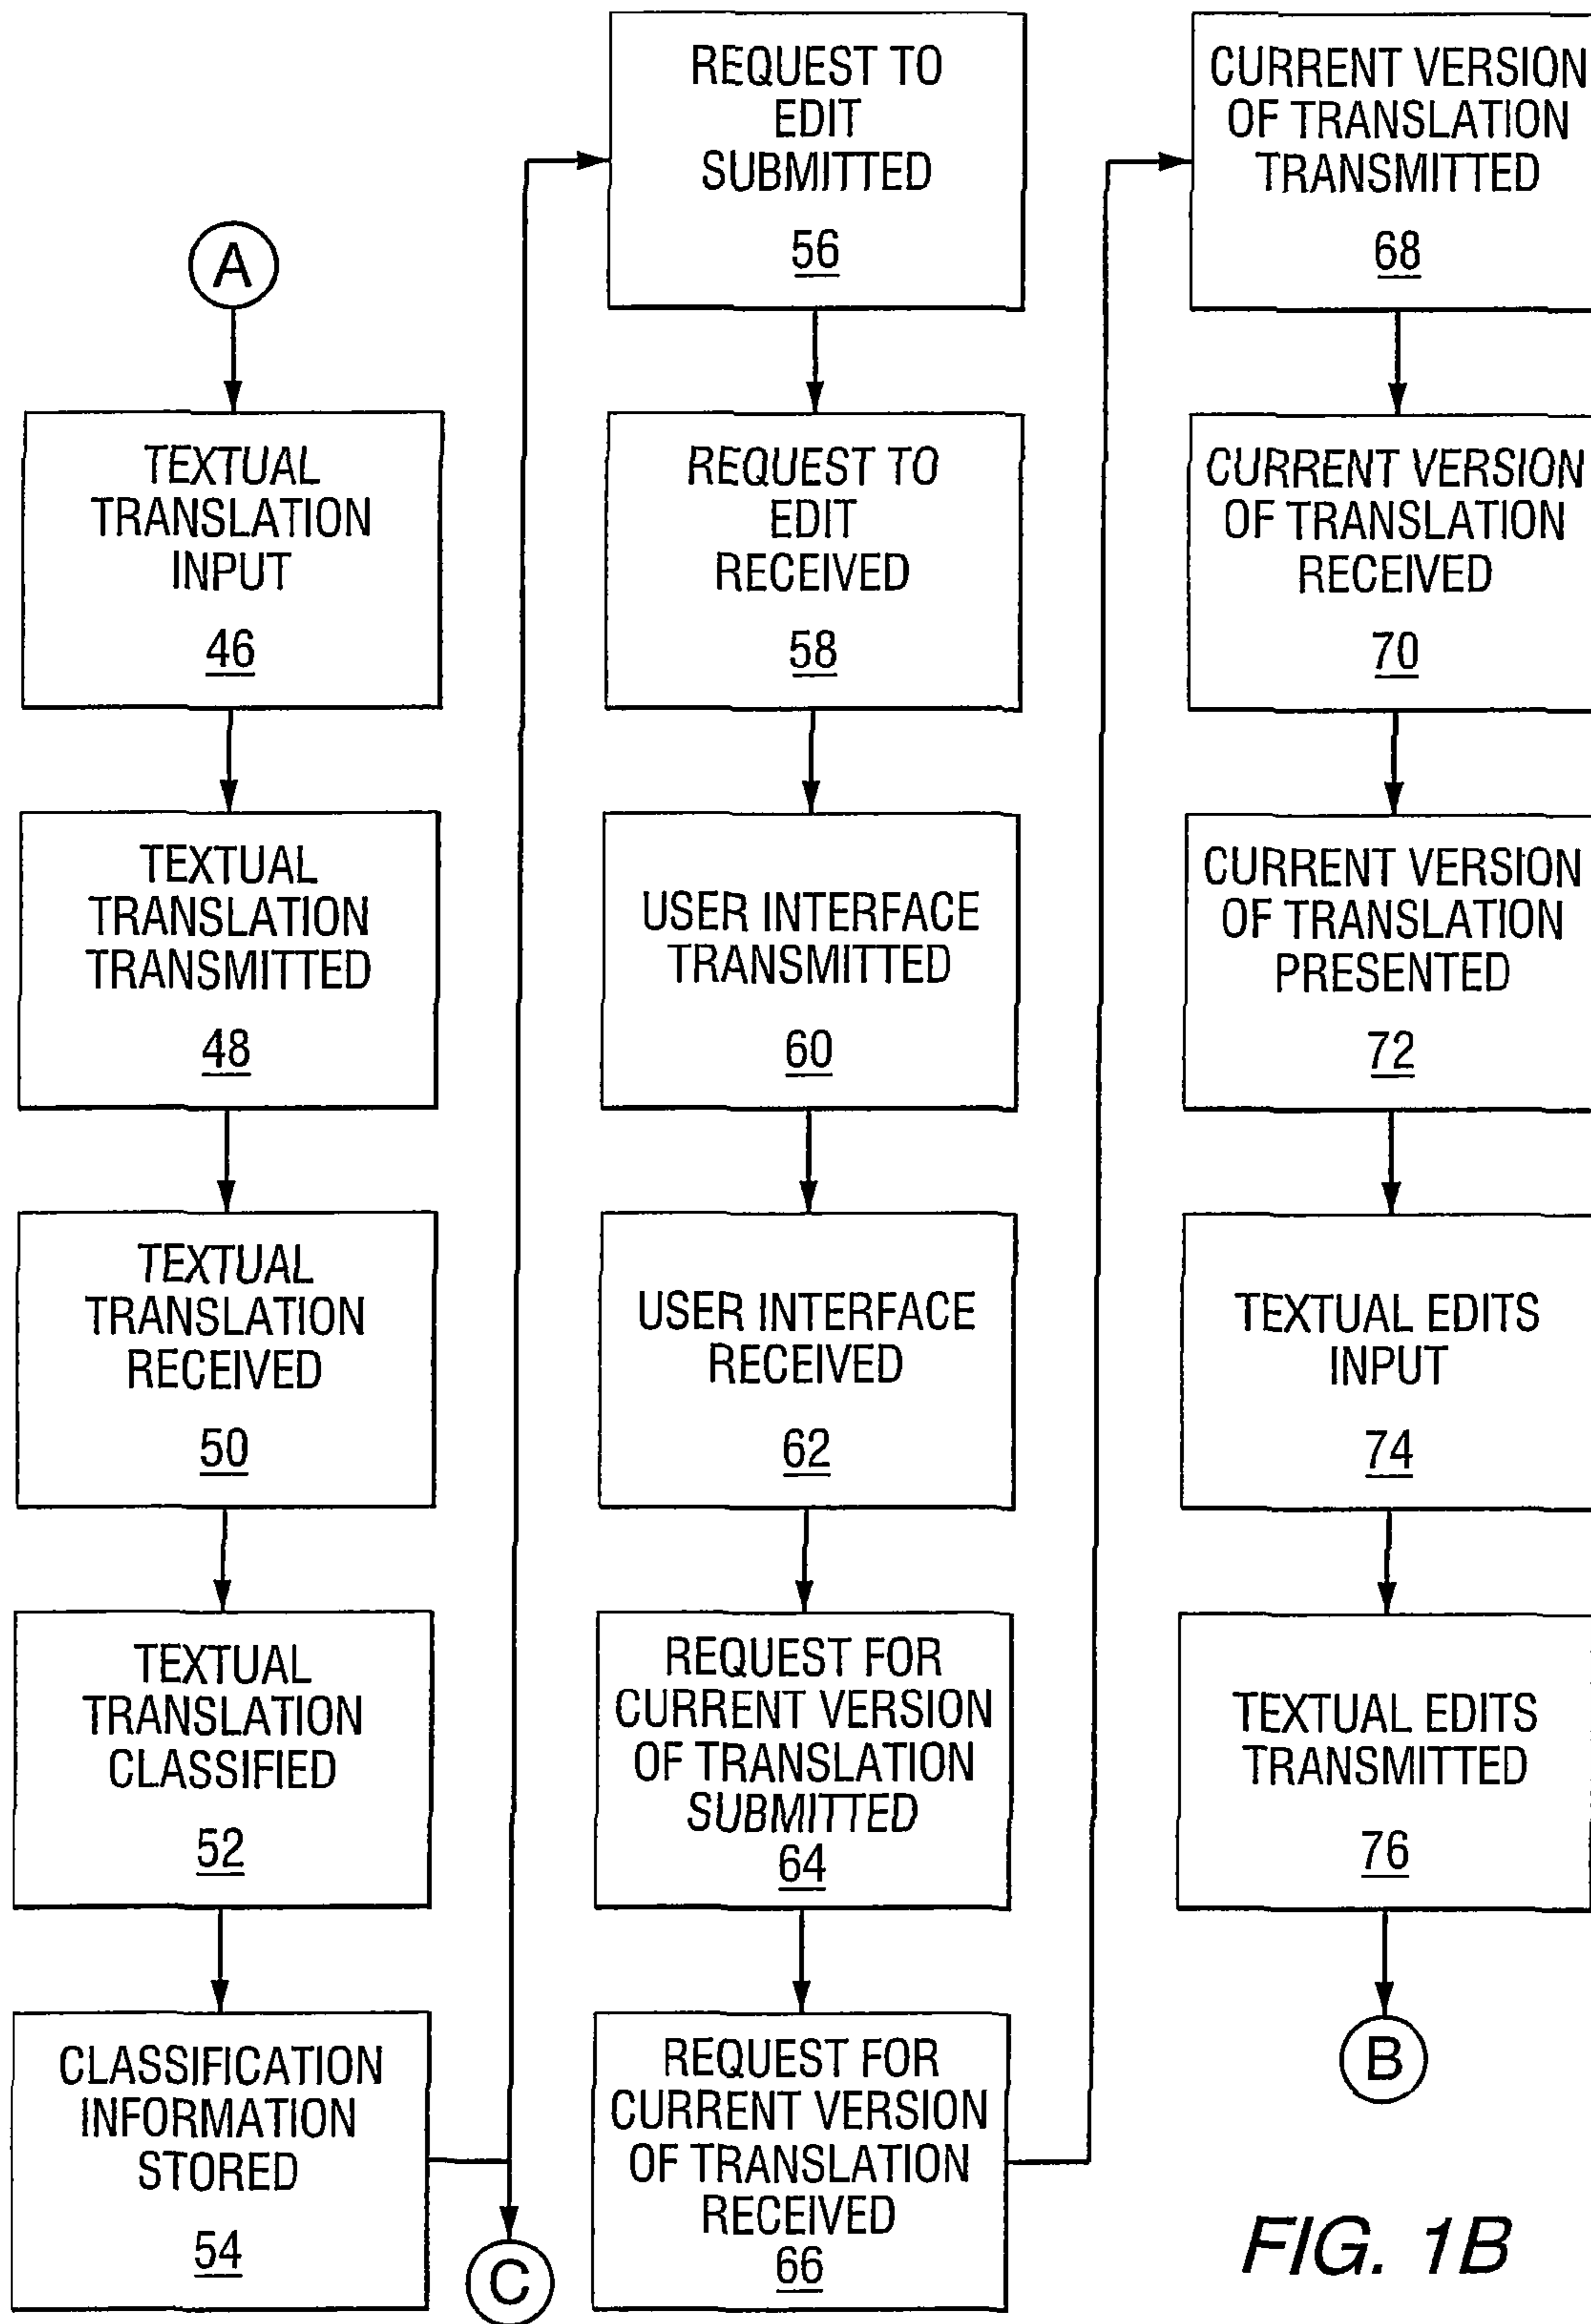 A
TEXTUAL
TRANSLATION
INPUT
46
TEXTUAL
TRANSLATION
TRANSMITTED
48
TEXTUAL
TRANSLATION
RECEIVED
50
TEXTUAL
TRANSLATION
CLASSIFIED
52
CLASSIFICATION
INFORMATION
STORED
54
C
REQUEST TO
EDIT
SUBMITTED
56
REQUEST TO
EDIT
RECEIVED
58
USER INTERFACE
TRANSMITTED
60
USER INTERFACE
RECEIVED
62
REQUEST FOR
CURRENT VERSION
OF TRANSLATION
SUBMITTED
64
REQUEST FOR
CURRENT VERSION
OF TRANSLATION
RECEIVED
66
CURRENT VERSION
OF TRANSLATION
TRANSMITTED
68
CURRENT VERSION
OF TRANSLATION
RECEIVED
70
CURRENT VERSION
OF TRANSLATION
PRESENTED
72
TEXTUAL EDITS
INPUT
74
TEXTUAL EDITS
TRANSMITTED
76
B
FIG. 1B